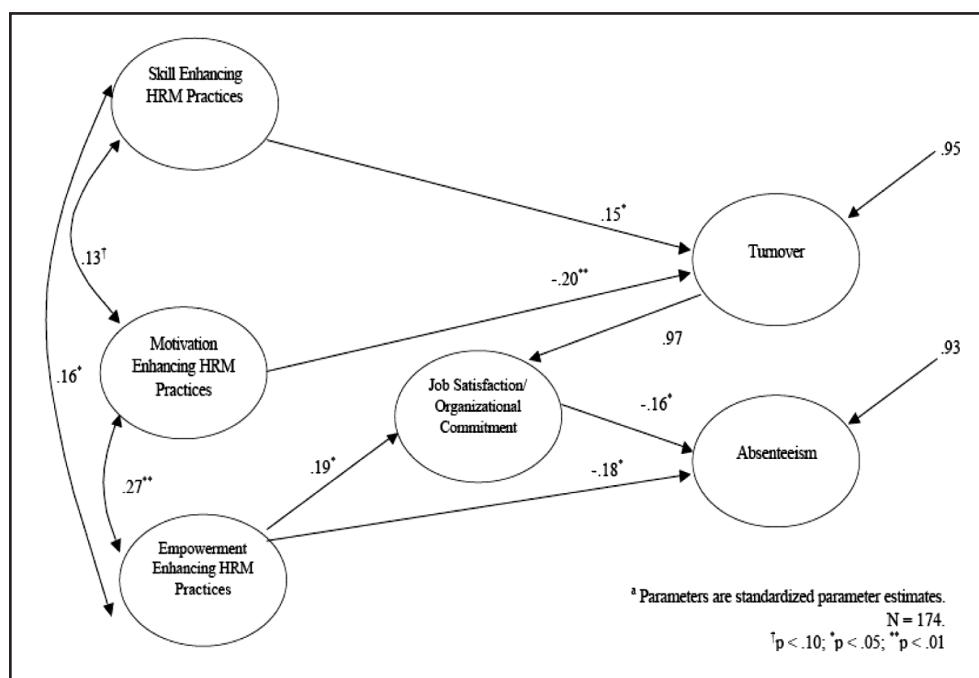 Skill Enhancing
HRM Practices
.95
.15*
Turnover
.13†
-.20**
Motivation
Enhancing HRM
Practices
.97
.93
.16*
Job Satisfaction/
Organizational
Commitment
-.16*
Absenteeism
.19*
-.18*
.27**
Empowerment
Enhancing HRM
Practices
ª Parameters are standardized parameter estimates.
N = 174.
†p < .10; *p < .05; **p < .01